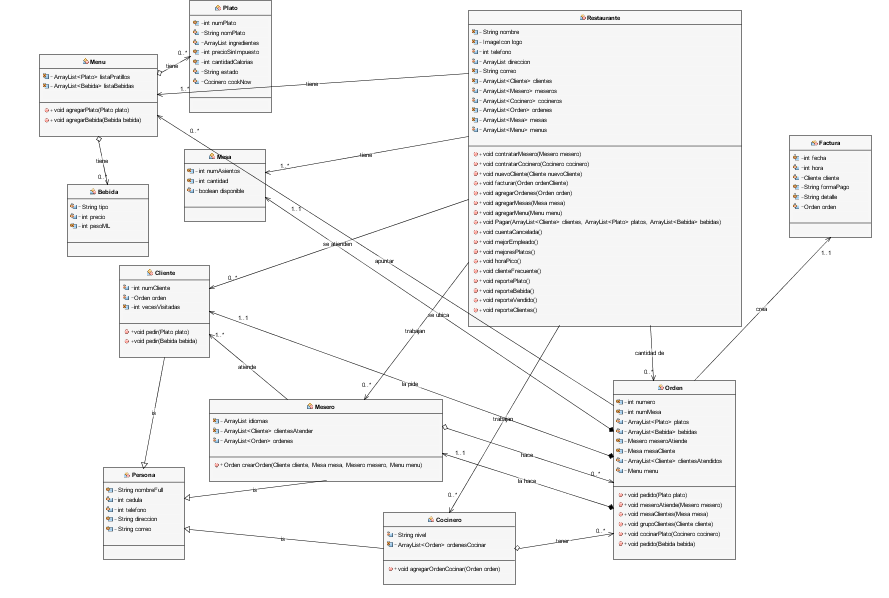 Plato
-int numPlato
-String nomPlato
-ArrayList ingredientes
-int precioSinImpuesto
-int cantidadCalorias
-String estado
-Cocinero cookNow
Menu
-ArrayList<Plato> listaPratillos
-ArrayList<Bebida> listaBebidas
+void agregarPlato(Plato plato)
+void agregarBebida(Bebida bebida)
tiene
0..*
tiene
0..*
Bebida
-String tipo
-int precio
-int pesoML
Mesa
-int numAsientos
-int cantidad
-boolean disponible
Restaurante
-String nombre
-ImageIcon logo
-int telefono
-ArrayList direccion
-String correo
-ArrayList<Cliente> clientes
-ArrayList<Mesero> meseros
-ArrayList<Cocinero> cocineros
-ArrayList<Orden> ordenes
-ArrayList<Mesa> mesas
-ArrayList<Menu> menus
+void contratarMesero(Mesero mesero)
+void contratarCocinero(Cocinero cocinero)
+void nuevoCliente(Cliente nuevoCliente)
+void facturar(Orden ordenCliente)
+void agregarOrdenes(Orden orden)
+void agregarMesas(Mesa mesa)
+void agregarMenu(Menu menu)
+void Pagar(ArrayList<Cliente> clientes, ArrayList<Plato> platos, ArrayList<Bebida> bebidas)
+void cuentaCancelada()
+void mejorEmpleado()
+void mejoresPlatos()
+void horaPico()
+void clienteFrecuente()
+void reportePlato()
+void reporteBebida()
+void reporteVendido()
+void reporteClientes()
tiene
1..*
tiene
1..*
se atienden
0..*
trabajan
0..*
trabajan
0..*
cantidad de
0..*
Factura
-int fecha
-int hora
-Cliente cliente
-String formaPago
-String detalle
-Orden orden
crea
1..1
Cliente
-int numCliente
-Orden orden
-int vecesVisitadas
+void pedir(Plato plato)
+void pedir(Bebida bebida)
apuntar
0..*
se ubica
1..1
la pide
1..1
atiende
1..*
Mesero
-ArrayList idiomas
-ArrayList<Cliente> clientesAtender
-ArrayList<Orden> ordenes
+Orden crearOrden(Cliente cliente, Mesa mesa, Mesero mesero, Menu menu)
hace
0..*
la hace
1..1
Orden
-int numero
-int numMesa
-ArrayList<Plato> platos
-ArrayList<Bebida> bebidas
-Mesero meseroAtiende
-Mesa mesaCliente
-ArrayList<Cliente> clientesAtendidos
-Menu menu
+void pedido(Plato plato)
+void meseroAtiende(Mesero mesero)
+void mesaClientes(Mesa mesa)
+void grupoClientes(Cliente cliente)
+void cocinarPlato(Cocinero cocinero)
+void pedido(Bebida bebida)
Persona
-String nombreFull
-int cedula
-int telefono
-String direccion
-String correo
is
is
is
Cocinero
-String nivel
-ArrayList<Orden> ordenesCocinar
+void agregarOrdenCocinar(Orden orden)
tener
0..*